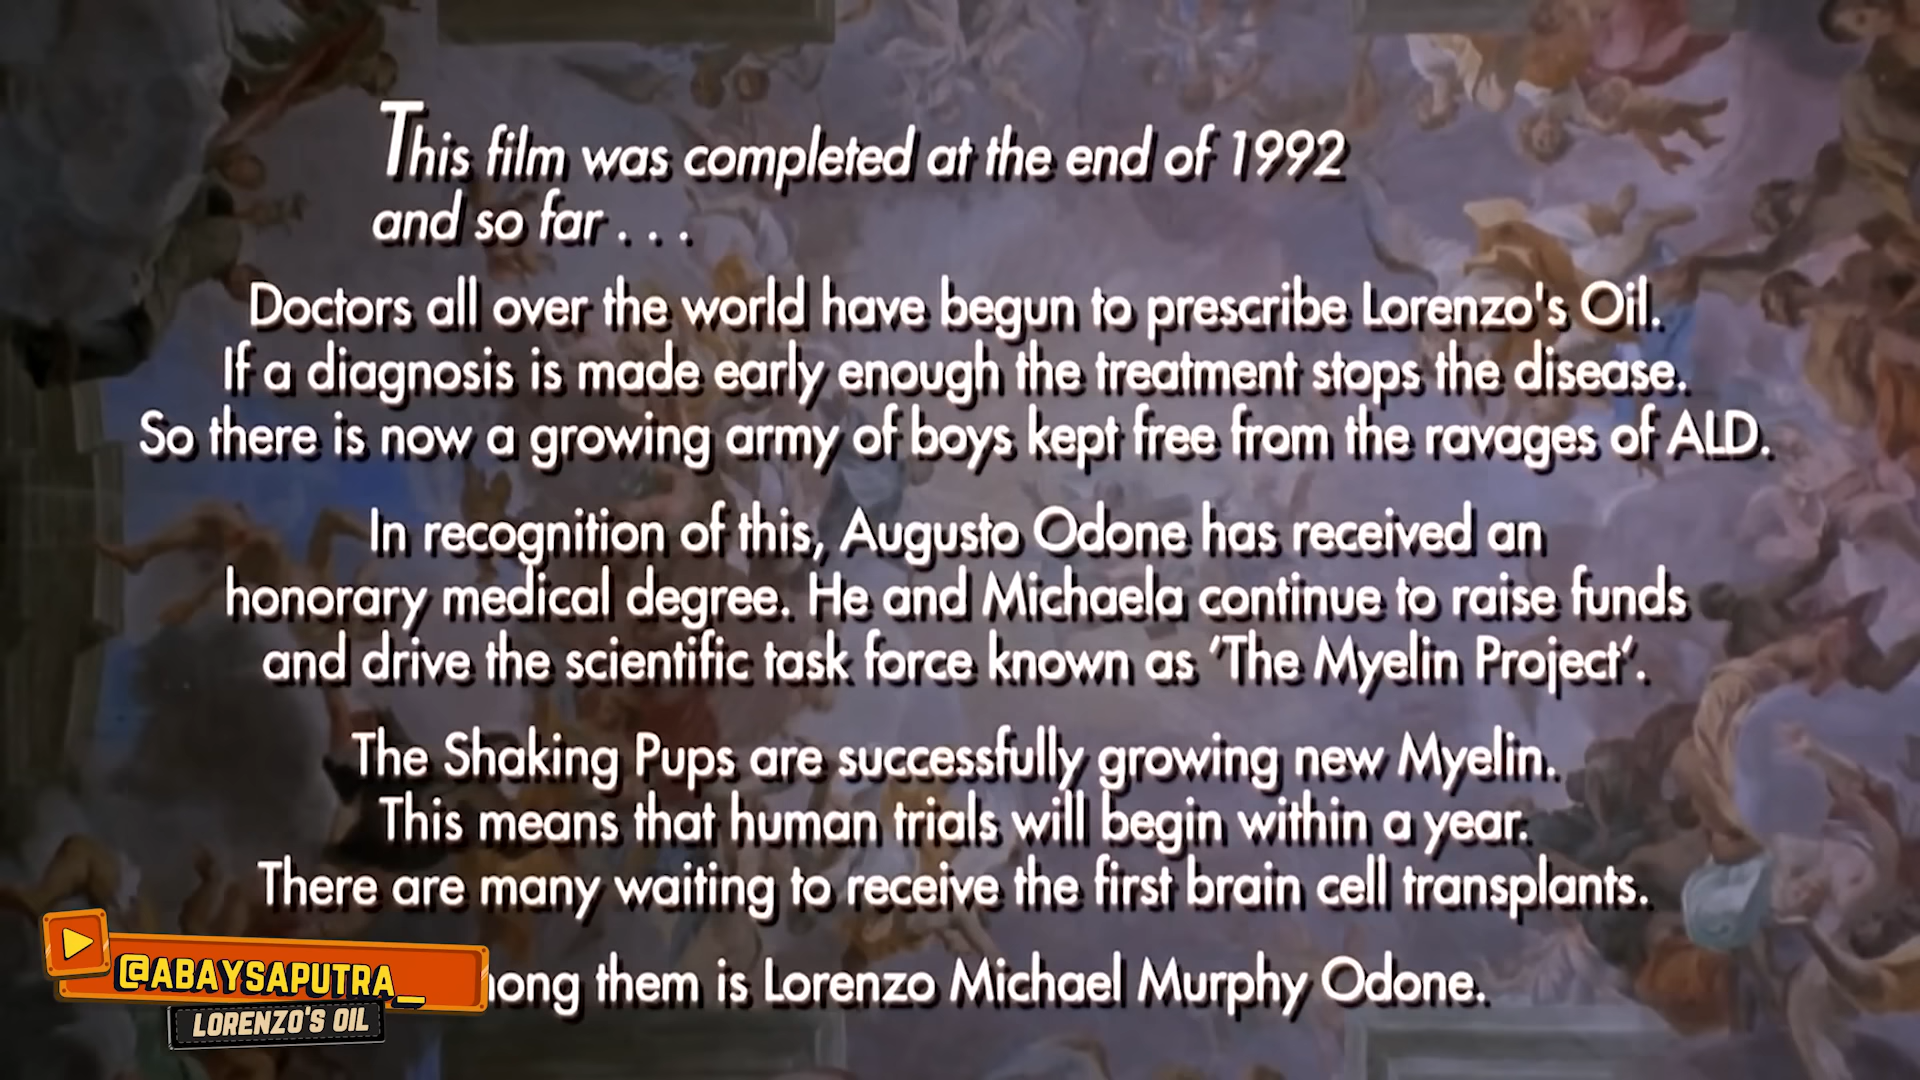 This film was completed at the end of 1992
and so far . . .
Doctors all over the world have begun to prescribe Lorenzo's Oil.
If a diagnosis is made early enough the treatment stops the disease.
So there is now a growing army of boys kept free from the ravages of ALD.
In recognition of this, Augusto Odone has received an
honorary medical degree. He and Michaela continue to raise funds
and drive the scientific task force known as 'The Myelin Project'.
The Shaking Pups are successfully growing new Myelin.
This means that human trials will begin within a year.
There are many waiting to receive the first brain cell transplants.
them is Lorenzo Michael Murphy Odone.
@ABAYSAPUTRA_
LORENZO'S OIL